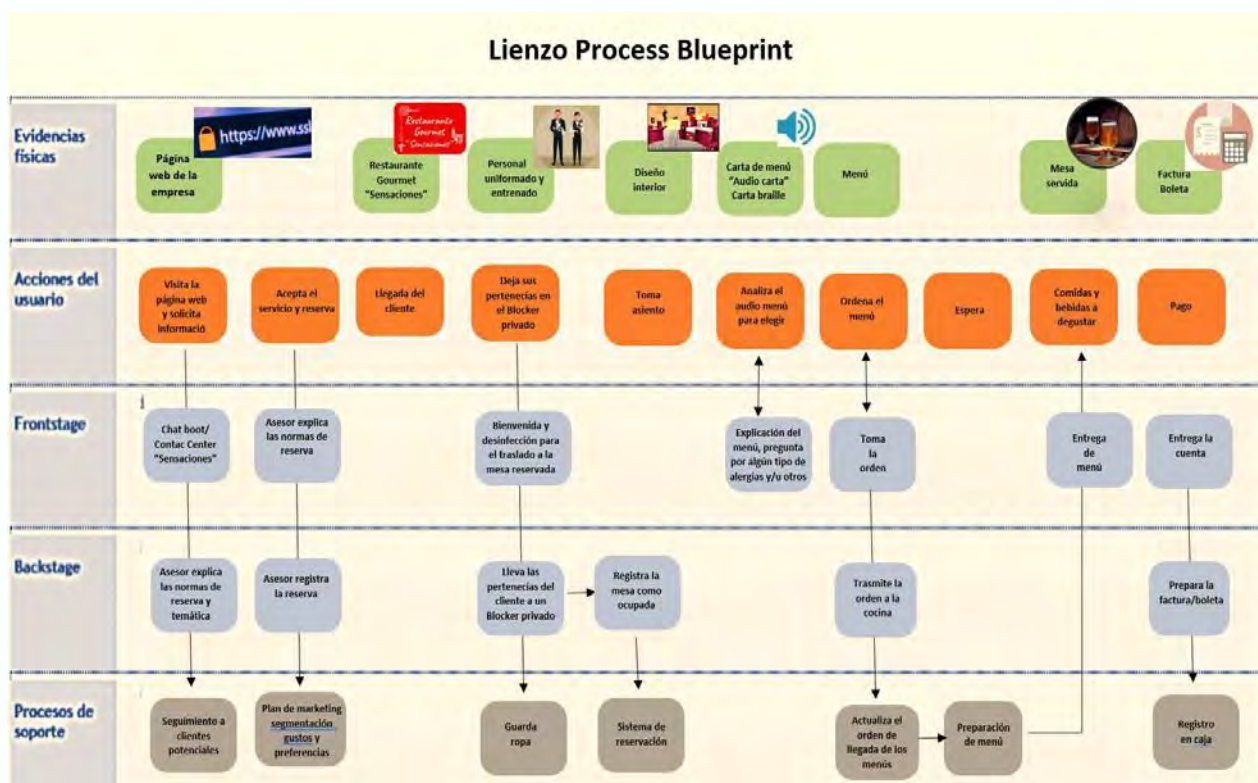 Lienzo Process Blueprint
Evidencias
físicas
Página
web de la
empresa
https://www.ssl
Restaurante
Gourmet
"Sensaciones"
Restaurante
Gourmet
“Sensaciones”
Personal
uniformado y
entrenado
Diseño
interior
Carta de menú
“Audio carta”
Carta braille
Menú
Mesa
servida
Factura
Boleta
Acciones del
usuario
Visita la
página web
y solicita
informació
Acepta el
servicio y reserva
Llegada del
cliente
Deja sus
pertenecías en
el Blocker
privado
Toma
asiento
Analiza el
audio menú
para elegir
Ordena el
menú
Espera
Comidas y
bebidas a
degustar
Pago
Frontstage
Chat boot/
Contac Center
“Sensaciones”
Asesor explica
las normas de
reserva
Bienvenida y
desinfección para
el traslado a la
mesa reservada
Explicación del
menú, pregunta
por algún tipo de
alergias y/u otros
Toma
la
orden
Entrega
de
menú
Entrega la
cuenta
Backstage
Asesor explica
las normas de
reserva y
temática
Asesor registra
la reserva
Lleva las
pertenecías del
cliente a un
Blocker privado
Registra la
mesa como
ocupada
Trasmite la
orden a la
cocina
Prepara la
factura/boleta
Procesos de
soporte
Seguimiento a
clientes
potenciales
Plan de marketing
segmentación
gustos y
preferencias
Guarda
ropa
Sistema de
reservación
Actualiza el
orden de
llegada de los
menús
Preparación
de menú
Registro
en caja